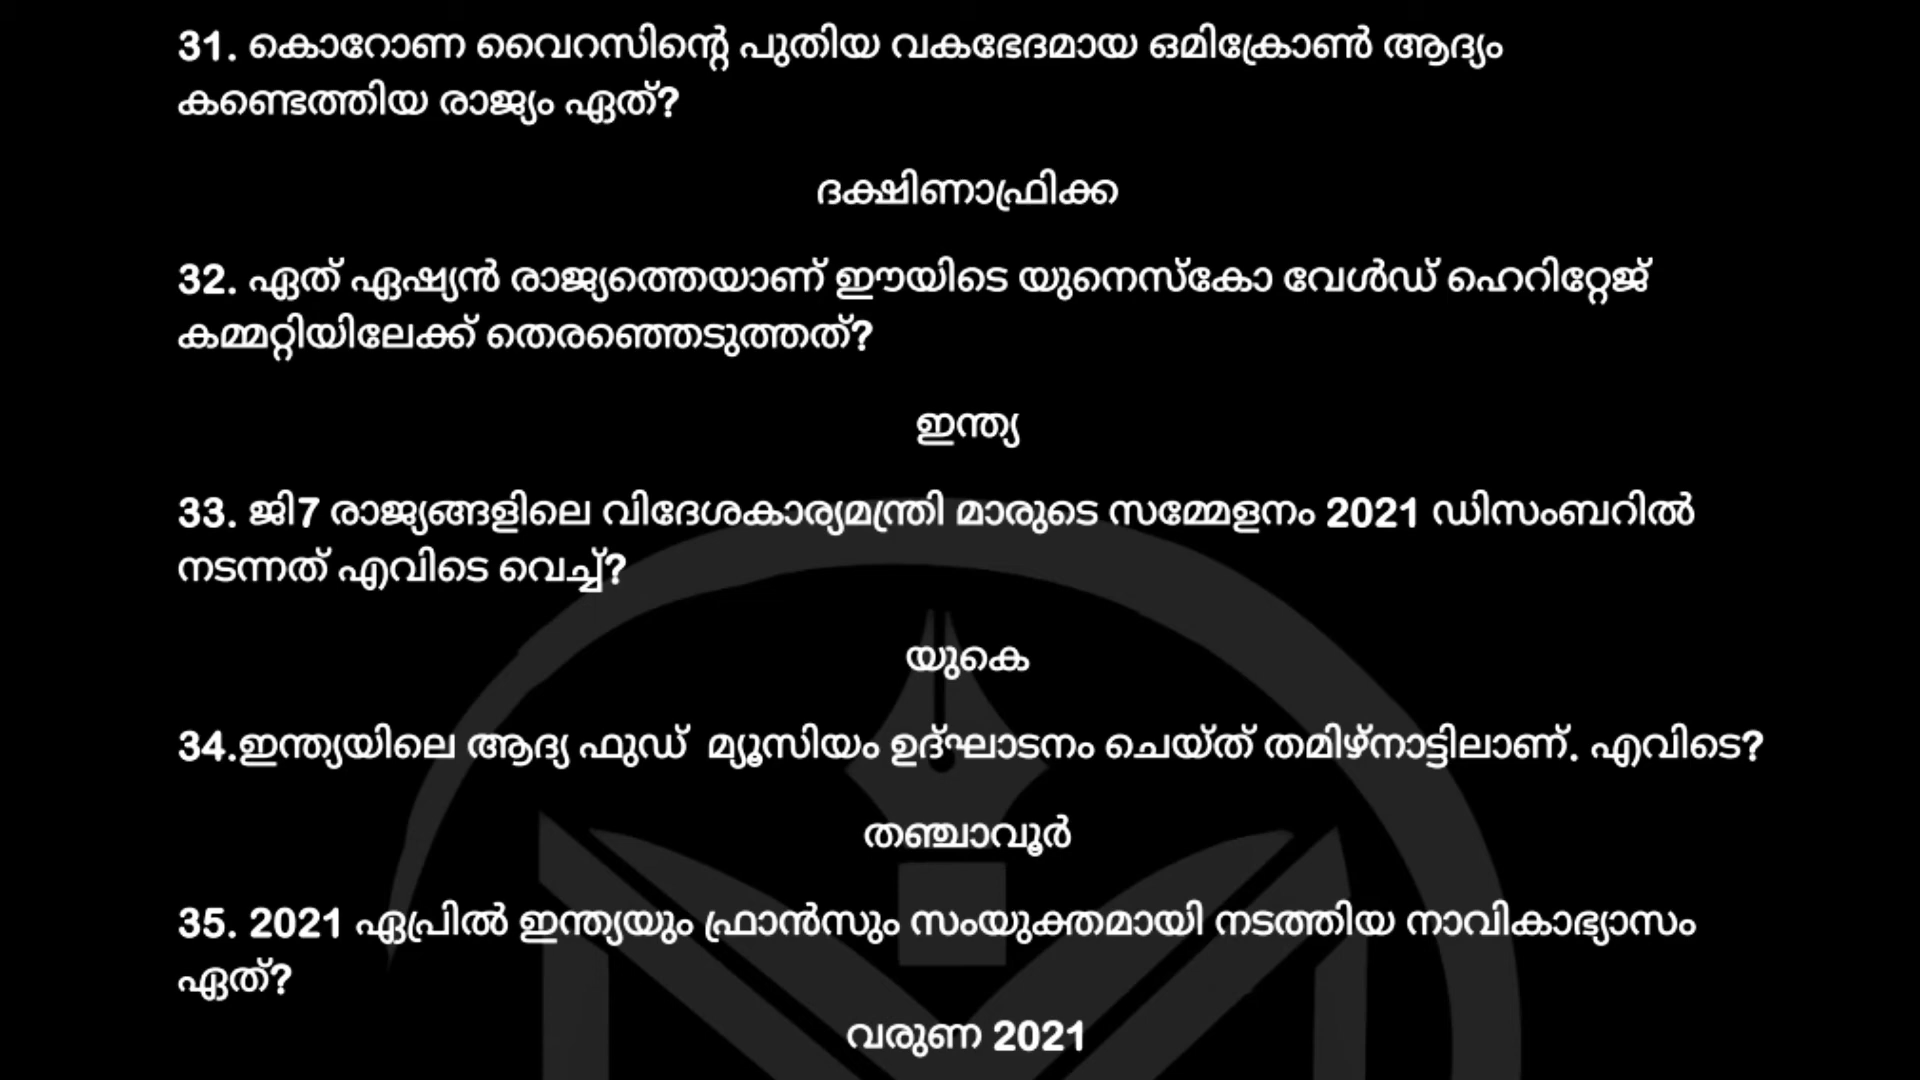 31. കൊറോണ വൈറസിന്റെ പുതിയ വകഭേദമായ ഒമിക്രോൺ ആദ്യം
കണ്ടെത്തിയ രാജ്യം ഏത്?
ദക്ഷിണാഫ്രിക്ക
32. ഏത് ഏഷ്യൻ രാജ്യത്തെയാണ് ഈയിടെ യുനെസ്കോ വേൾഡ് ഹെറിറ്റേജ്
കമ്മറ്റിയിലേക്ക് തെരഞ്ഞെടുത്തത്?
ഇന്ത്യ
33. ജി7 രാജ്യങ്ങളിലെ വിദേശകാര്യമന്ത്രി മാരുടെ സമ്മേളനം 2021 ഡിസംബറിൽ
നടന്നത് എവിടെ വെച്ച്?
യുകെ
34.ഇന്ത്യയിലെ ആദ്യ ഫുഡ് മ്യൂസിയം ഉദ്ഘാടനം ചെയ്ത് തമിഴ്നാട്ടിലാണ്. എവിടെ?
തഞ്ചാവൂർ
35. 2021 ഏപ്രിൽ ഇന്ത്യയും ഫ്രാൻസും സംയുക്തമായി നടത്തിയ നാവികാഭ്യാസം
ഏത്?
വരുണ 2021